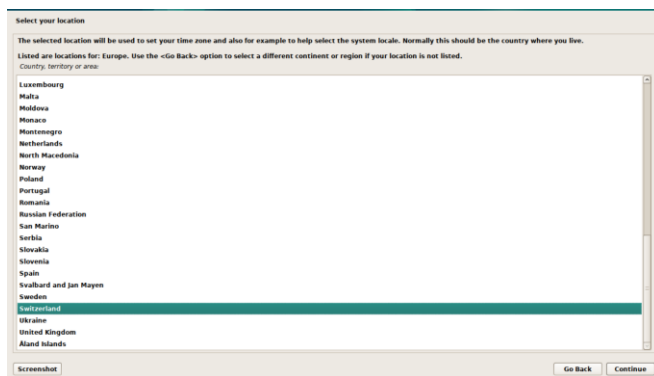 Select your location
The selected location will be used to set your time zone and also for example to help select the system locale. Normally this should be the country where you live.
Listed are locations for: Europe. Use the <Go Back> option to select a different continent or region if your location is not listed.
Country, territory or area:
Luxembourg
Malta
Moldova
Monaco
Montenegro
Netherlands
North Macedonia
Norway
Poland
Portugal
Romania
Russian Federation
San Marino
Serbia
Slovakia
Slovenia
Spain
Svalbard and Jan Mayen
Sweden
Switzerland
Ukraine
United Kingdom
Åland Islands
Screenshot Go Back Continue